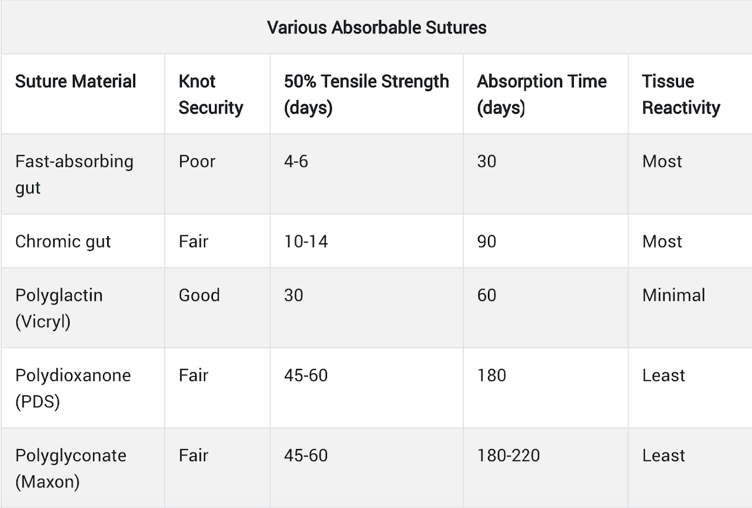 Various Absorbable Sutures
Suture Material Knot Security 50% Tensile Strength (days) Absorption Time (days) Tissue Reactivity
Fast-absorbing gut Poor 4-6 30 Most
Chromic gut Fair 10-14 90 Most
Polyglactin (Vicryl) Good 30 60 Minimal
Polydioxanone (PDS) Fair 45-60 180 Least
Polyglyconate (Maxon) Fair 45-60 180-220 Least